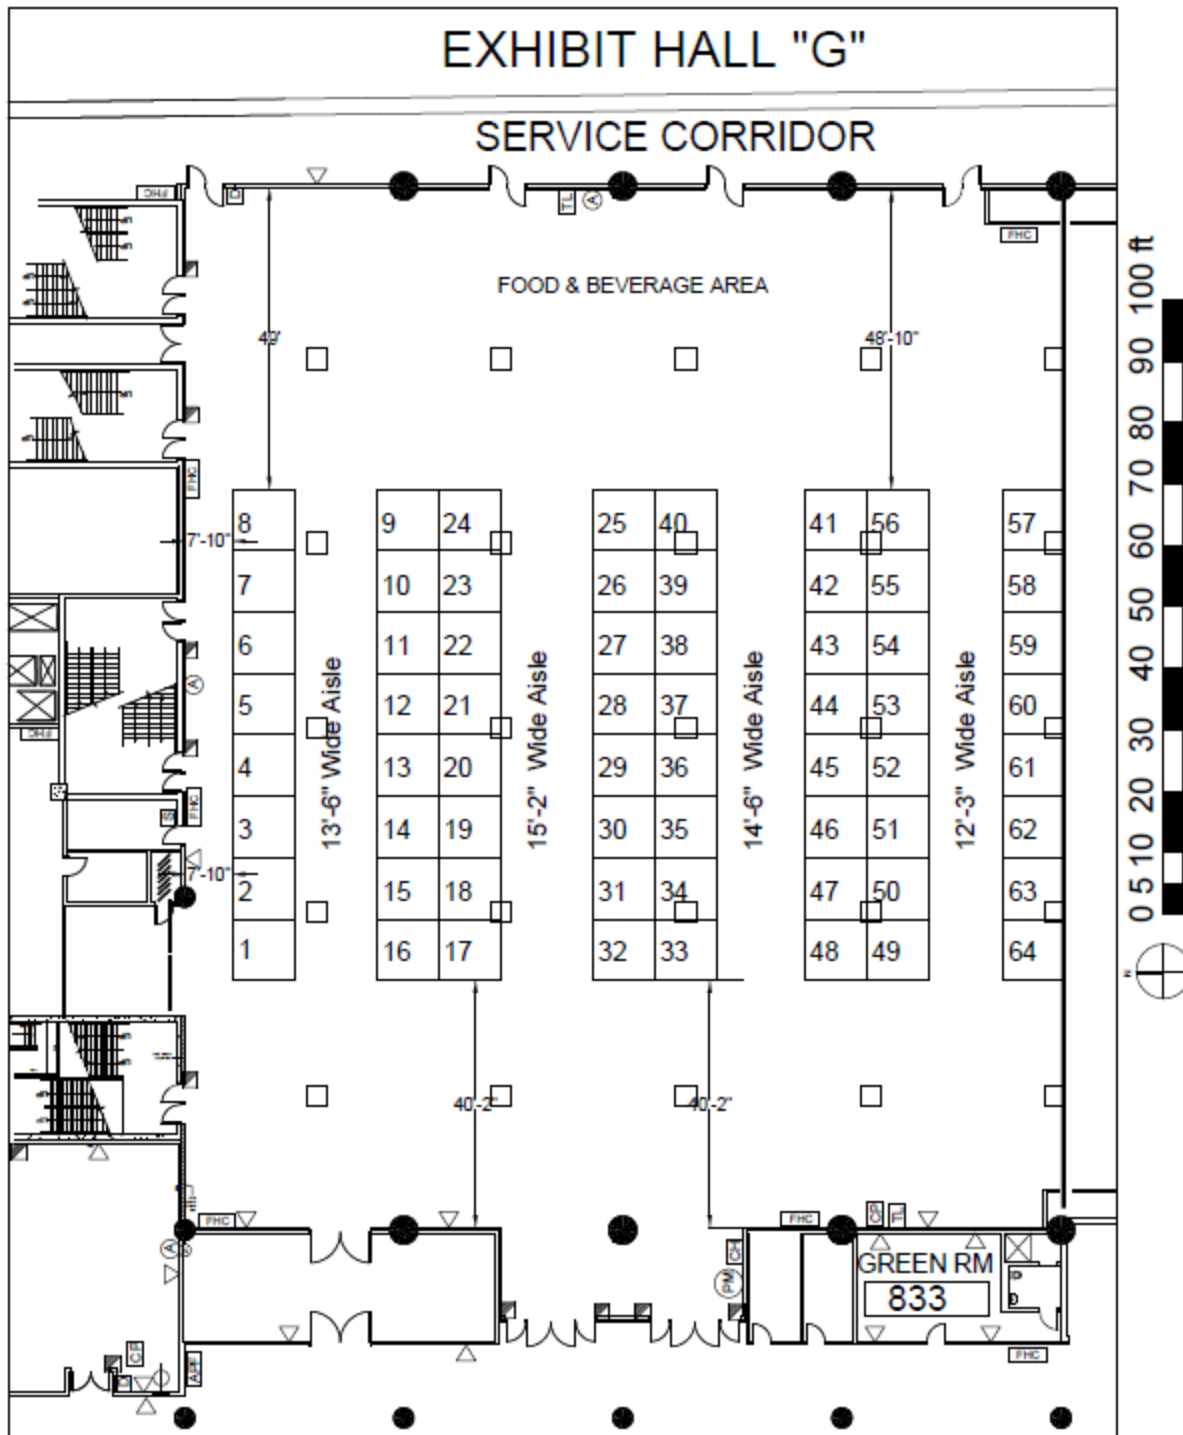 EXHIBIT HALL "G"
SERVICE CORRIDOR
FHC
D
TL
A
FHC
FOOD & BEVERAGE AREA
49'
48'-10"
100 ft
90
80
70
60
50
40
30
20
10
5
0
FHC
8 9 24 25 40 41 56 57
7'-10"
7 10 23 26 39 42 55 58
6 11 22 27 38 43 54 59
5 12 21 28 37 44 53 60
4 13 20 29 36 45 52 61
3 14 19 30 35 46 51 62
2 15 18 31 34 47 50 63
1 16 17 32 33 48 49 64
13'-6" Wide Aisle
15'-2" Wide Aisle
14'-6" Wide Aisle
12'-3" Wide Aisle
A
FHC
S
FHC
7'-10"
N
40'-2"
40'-2"
FHC
FHC
CP
TL
A
CH
PM
GREEN RM
833
CP
D
APF
FHC